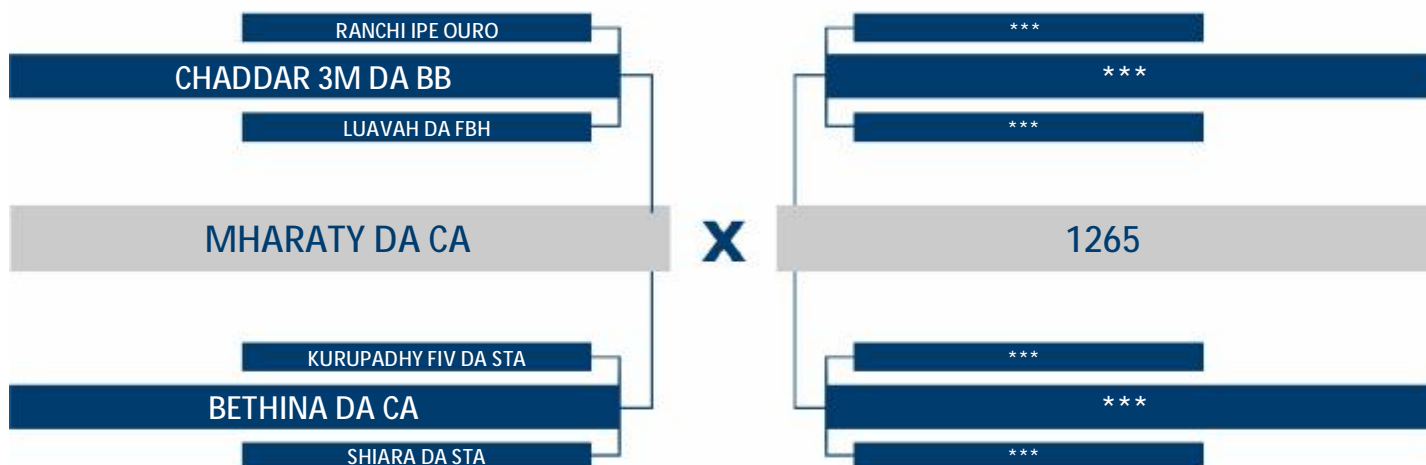 RANCHI IPE OURO
***
CHADDAR 3M DA BB
***
LUAVAH DA FBH
***
MHARATY DA CA
X
1265
KURUPADHY FIV DA STA
***
BETHINA DA CA
***
SHIARA DA STA
***